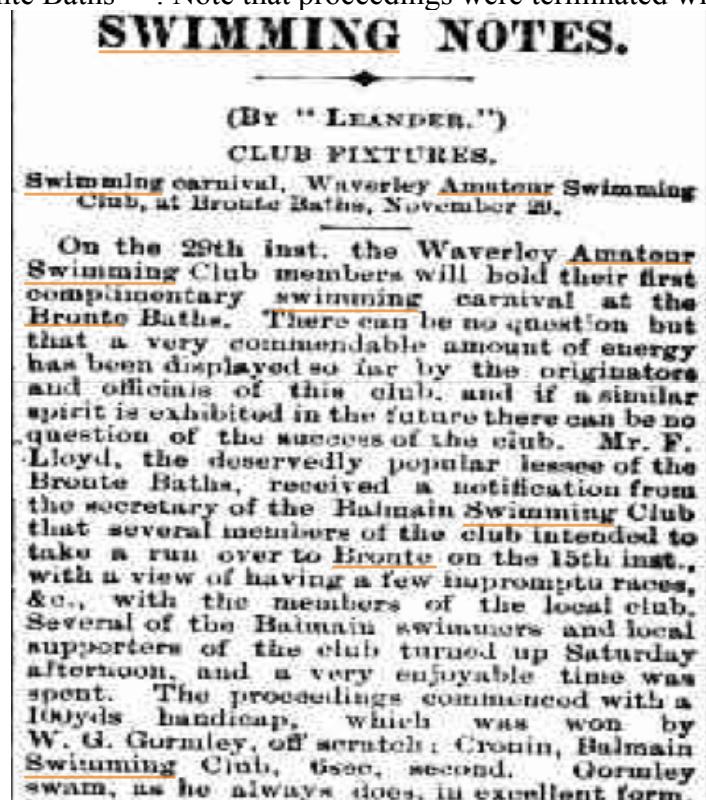 nte Baths . Note that proceedings were terminated wi
SWIMMING NOTES.
(BY "LEANDER.")
CLUB FIXTURES.
Swimming carnival, Waverley Amateur Swimming
Club, at Bronte Baths, November 29.
On the 29th inst. the Waverley Amateur
Swimming Club members will hold their first
complimentary swimming carnival at the
Bronte Baths. There can be no question but
that a very commendable amount of energy
has been displayed so far by the originators
and officials of this club, and if a similar
spirit is exhibited in the future there can be no
question of the success of the club. Mr. F.
Lloyd, the deservedly popular lessee of the
Bronte Baths, received a notification from
the secretary of the Balmain Swimming Club
that several members of the club intended to
take a run over to Bronte on the 15th inst.,
with a view of having a few impromptu races,
&c., with the members of the local club.
Several of the Balmain swimmers and local
supporters of the club turned up Saturday
afternoon, and a very enjoyable time was
spent. The proceedings commenced with a
100yds handicap, which was won by
W. G. Gormley, off scratch; Cronin, Balmain
Swimming Club, 6sec, second. Gormley
swam, as he always does, in excellent form.